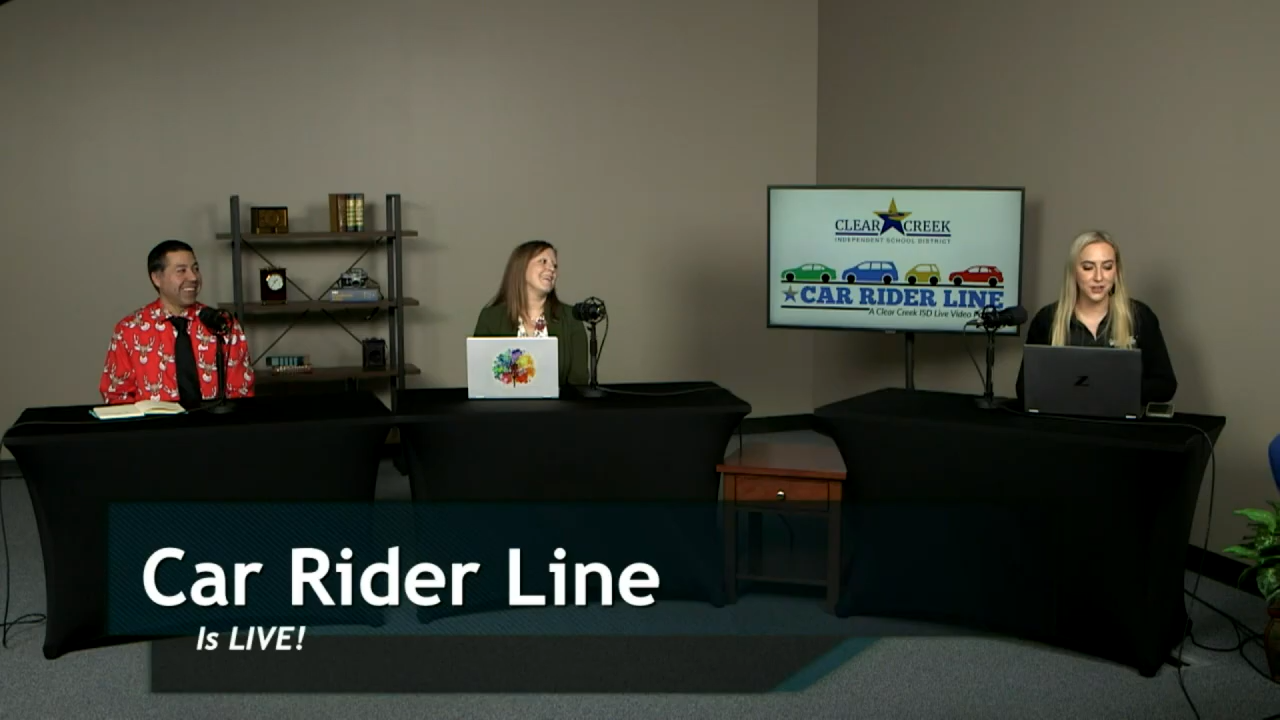 CLEAR CREEK
INDEPENDENT SCHOOL DISTRICT
CAR RIDER LINE
A Clear Creek ISD Live Video
Z
Car Rider Line
Is LIVE!